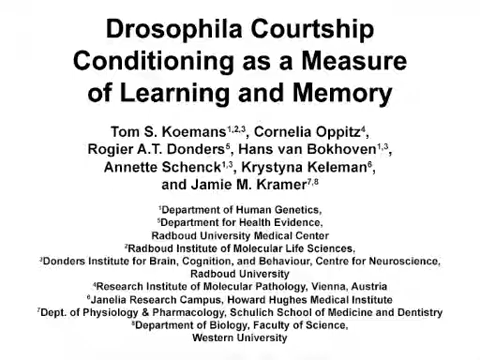 Drosophila Courtship
Conditioning as a Measure
of Learning and Memory
Tom S. Koemans1,2,3, Cornelia Oppitz4,
Rogier A.T. Donders5, Hans van Bokhoven1,3,
Annette Schenck1,3, Krystyna Keleman6,
and Jamie M. Kramer7,8
1Department of Human Genetics,
5Department for Health Evidence,
Radboud University Medical Center
2Radboud Institute of Molecular Life Sciences,
3Donders Institute for Brain, Cognition, and Behaviour, Centre for Neuroscience,
Radboud University
4Research Institute of Molecular Pathology, Vienna, Austria
6Janelia Research Campus, Howard Hughes Medical Institute
7Dept. of Physiology & Pharmacology, Schulich School of Medicine and Dentistry
8Department of Biology, Faculty of Science,
Western University